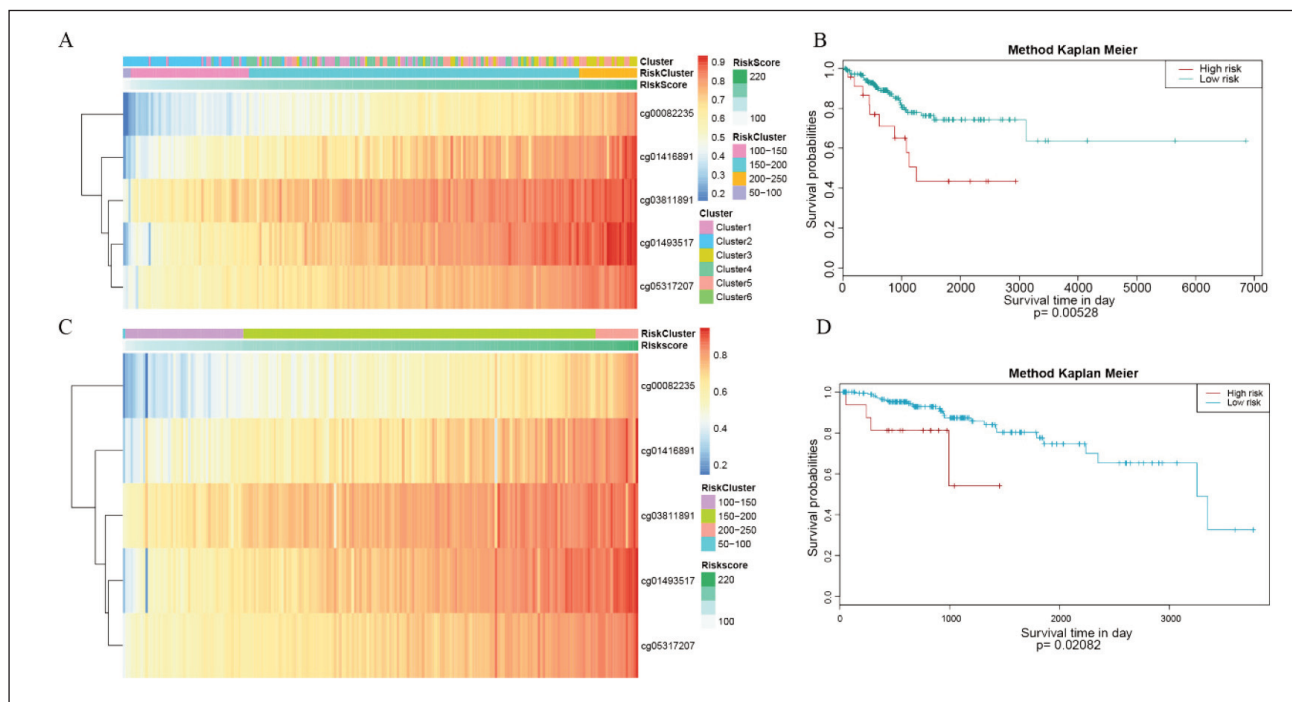 A
Cluster
RiskCluster
RiskScore
cg00082235
cg01416891
cg03811891
cg01493517
cg05317207
0.9
0.8
0.7
0.6
0.5
0.4
0.3
0.2
RiskScore
220
100
RiskCluster
100-150
150-200
200-250
50-100
Cluster
Cluster1
Cluster2
Cluster3
Cluster4
Cluster5
Cluster6
B
Method Kaplan Meier
High risk
Low risk
Survival probabilities
1.0
0.8
0.6
0.4
0.2
0.0
0 1000 2000 3000 4000 5000 6000 7000
Survival time in day
p= 0.00528
C
RiskCluster
Riskscore
cg00082235
cg01416891
cg03811891
cg01493517
cg05317207
0.8
0.6
0.4
0.2
RiskCluster
100-150
150-200
200-250
50-100
Riskscore
220
100
D
Method Kaplan Meier
High risk
Low risk
Survival probabilities
1.0
0.8
0.6
0.4
0.2
0.0
0 1000 2000 3000
Survival time in day
p= 0.02082